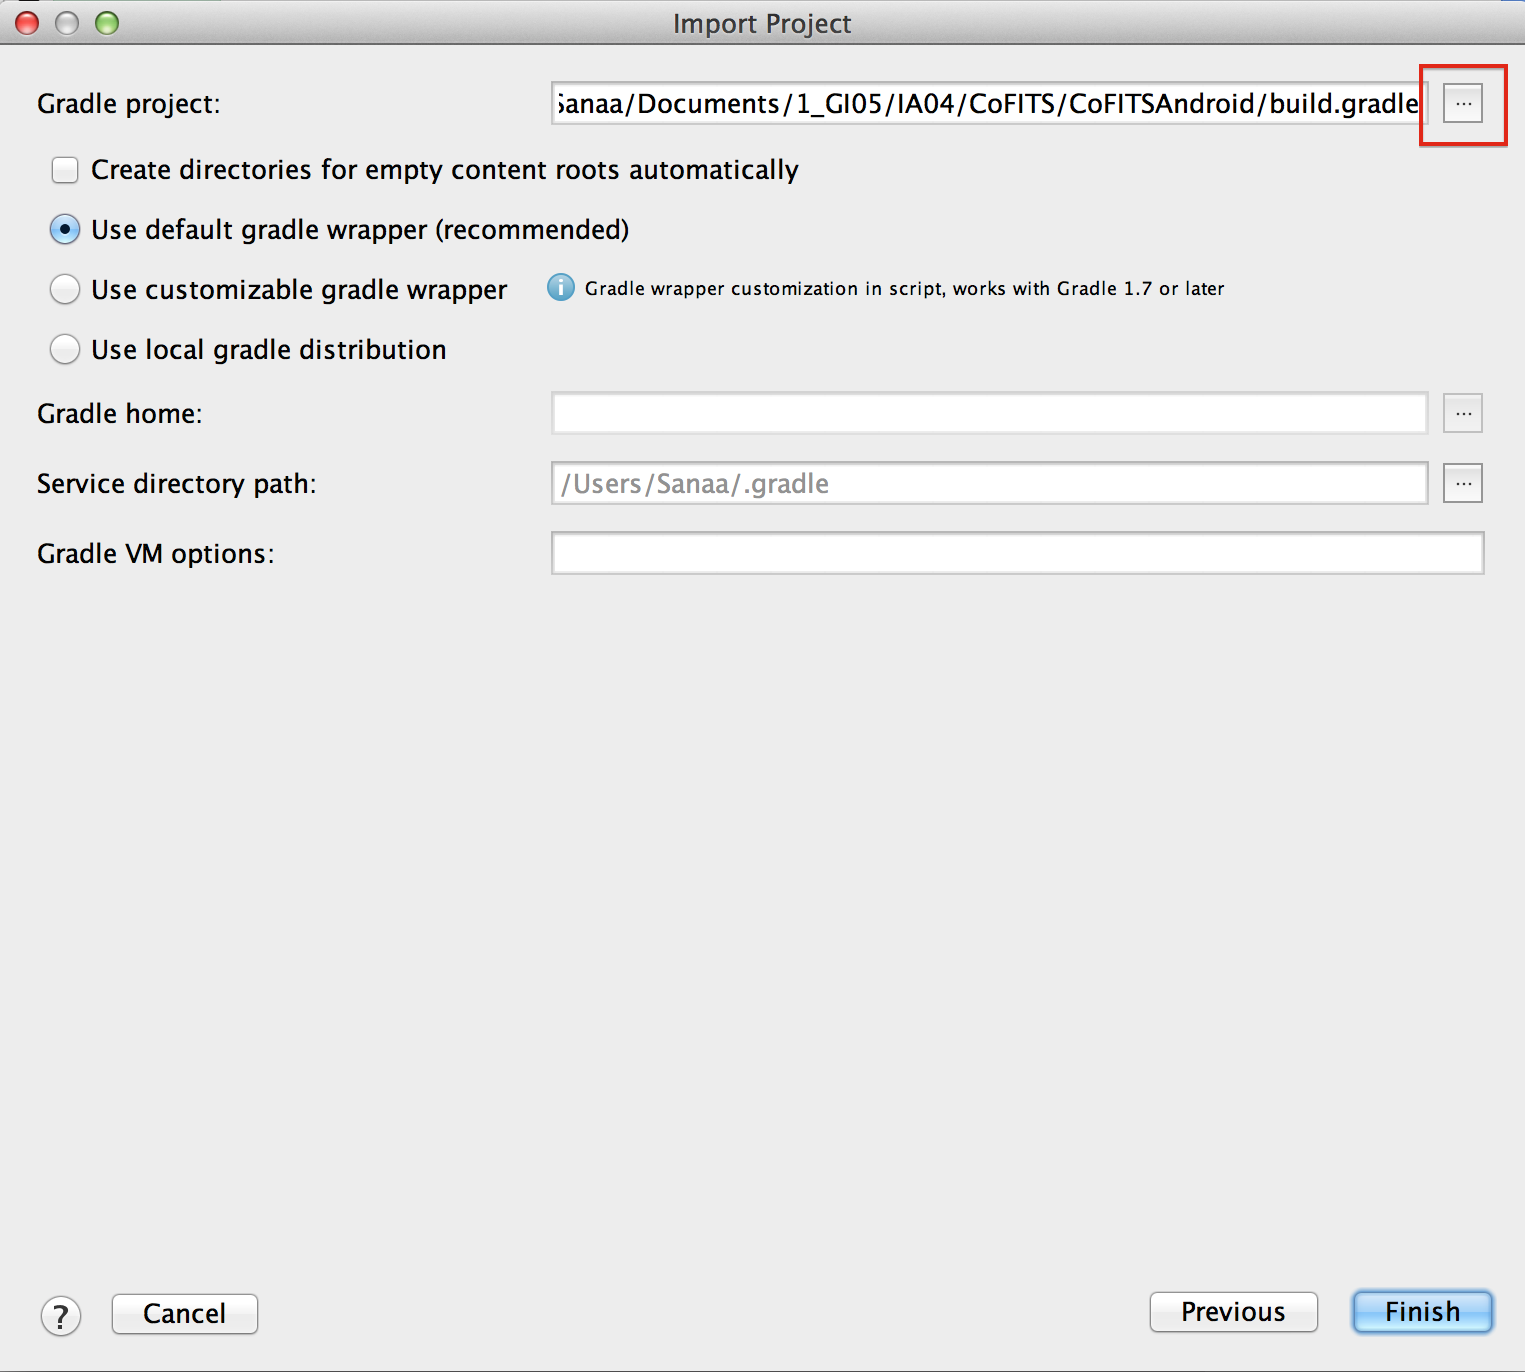 Import Project
Gradle project: Sanaa/Documents/1_GI05/IA04/CoFITS/CoFITSAndroid/build.gradle ...
Create directories for empty content roots automatically
Use default gradle wrapper (recommended)
Use customizable gradle wrapper i Gradle wrapper customization in script, works with Gradle 1.7 or later
Use local gradle distribution
Gradle home: ...
Service directory path: /Users/Sanaa/.gradle ...
Gradle VM options:
? Cancel Previous Finish